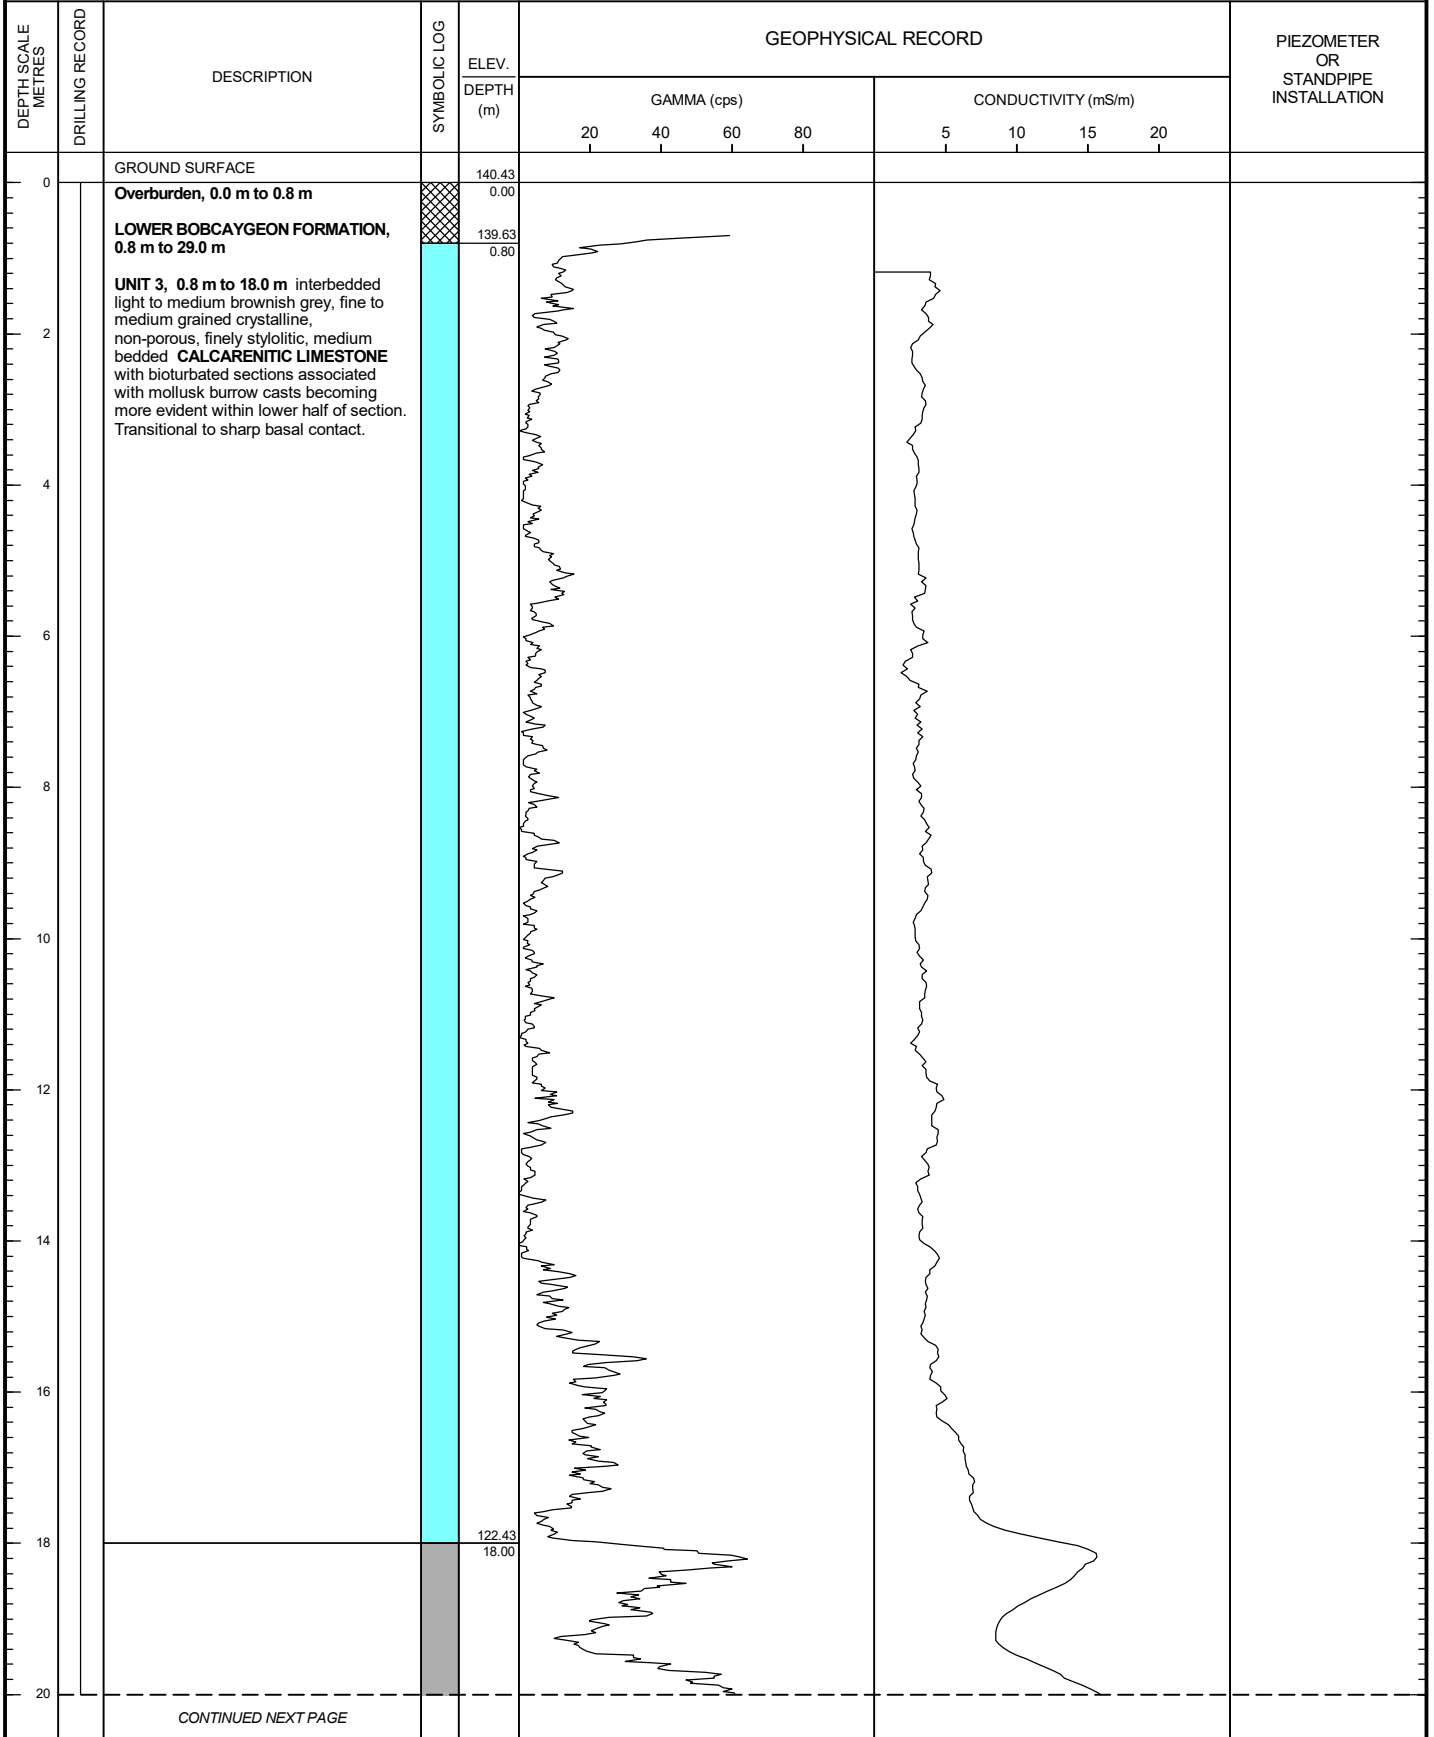 DEPTH SCALE
METRES
DRILLING RECORD
DESCRIPTION
SYMBOLIC LOG
ELEV.
DEPTH
(m)
GEOPHYSICAL RECORD
GAMMA (cps)
20 40 60 80
CONDUCTIVITY (mS/m)
5 10 15 20
PIEZOMETER
OR
STANDPIPE
INSTALLATION
GROUND SURFACE
140.43
0
0.00
Overburden, 0.0 m to 0.8 m
LOWER BOBCAYGEON FORMATION,
0.8 m to 29.0 m
139.63
0.80
UNIT 3, 0.8 m to 18.0 m interbedded
light to medium brownish grey, fine to
medium grained crystalline,
non-porous, finely stylolitic, medium
bedded CALCARENITIC LIMESTONE
with bioturbated sections associated
with mollusk burrow casts becoming
more evident within lower half of section.
Transitional to sharp basal contact.
2
4
6
8
10
12
14
16
18
122.43
18.00
20
CONTINUED NEXT PAGE